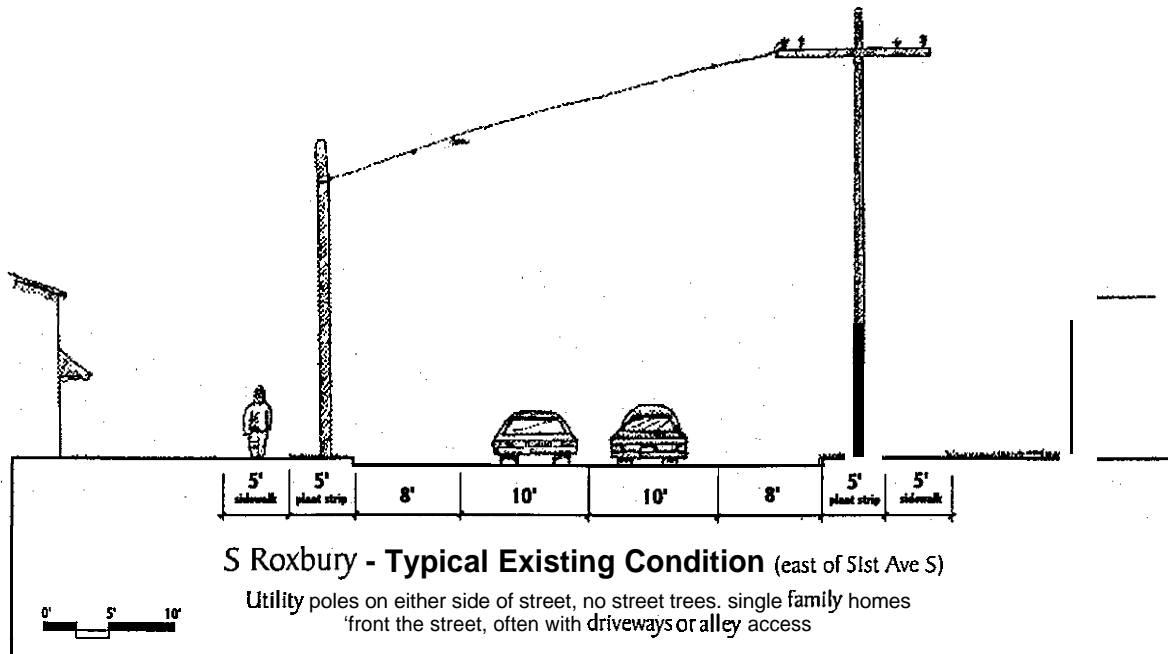 5' 5' 8' 10' 10' 8' 5' 5'
sidewalk plant strip plant strip sidewalk
S Roxbury - Typical Existing Condition (east of 51st Ave S)
Utility poles on either side of street, no street trees. single family homes
'front the street, often with driveways or alley access
0' 5' 10'